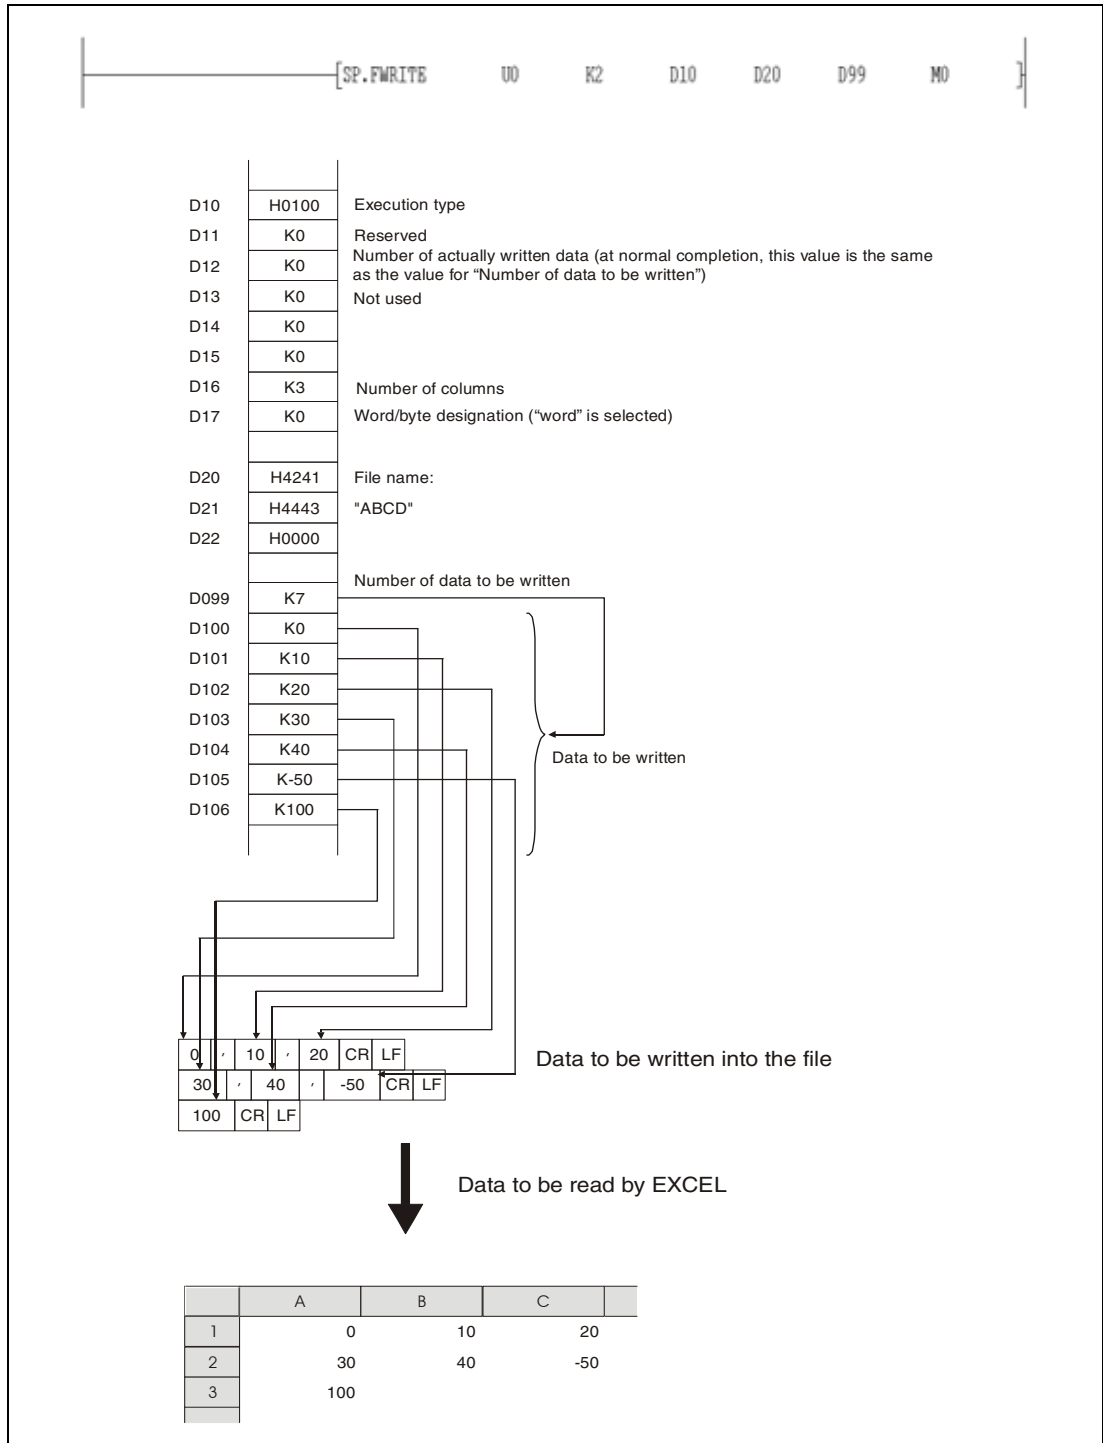 [SP.FWRITE U0 K2 D10 D20 D99 M0 ]
D10 H0100 Execution type
D11 K0 Reserved
D12 K0 Number of actually written data (at normal completion, this value is the same
as the value for “Number of data to be written”)
D13 K0 Not used
D14 K0
D15 K0
D16 K3 Number of columns
D17 K0 Word/byte designation (“word” is selected)
D20 H4241 File name:
D21 H4443 "ABCD"
D22 H0000
Number of data to be written
D099 K7
D100 K0
D101 K10
D102 K20
D103 K30
D104 K40
Data to be written
D105 K-50
D106 K100
0 , 10 , 20 CR LF Data to be written into the file
30 , 40 , -50 CR LF
100 CR LF
Data to be read by EXCEL
A B C
1 0 10 20
2 30 40 -50
3 100